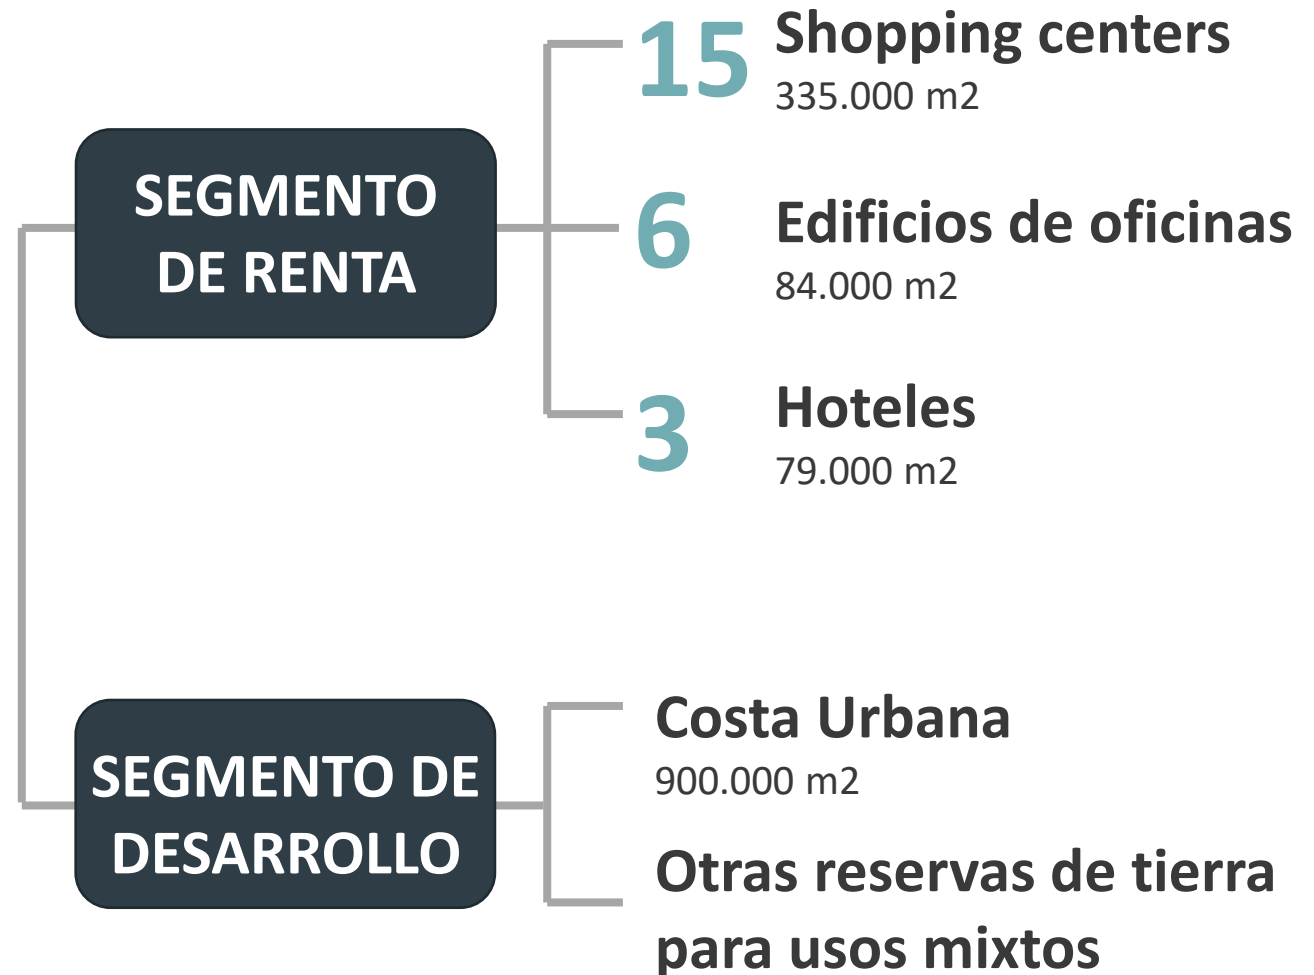 15 Shopping centers
335.000 m2
SEGMENTO
DE RENTA
6 Edificios de oficinas
84.000 m2
3 Hoteles
79.000 m2
SEGMENTO DE
DESARROLLO
Costa Urbana
900.000 m2
Otras reservas de tierra
para usos mixtos